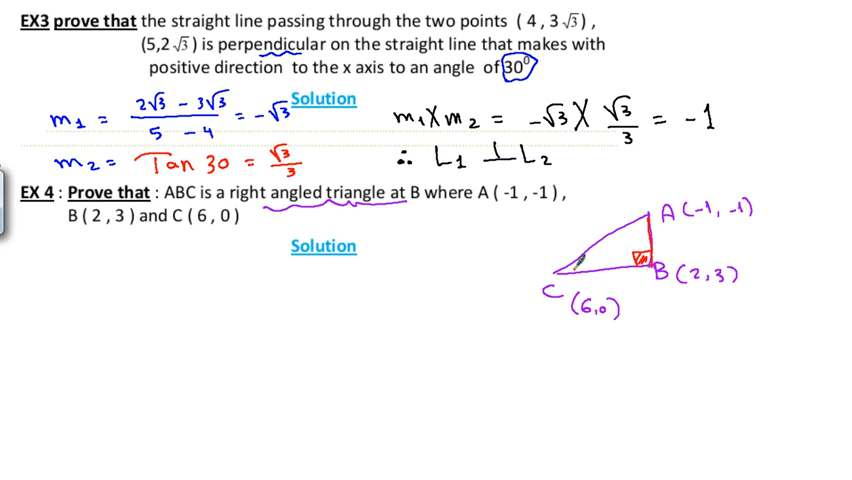 EX3 prove that the straight line passing through the two points ( 4 , 3 √3 ) ,
(5,2 √3 ) is perpendicular on the straight line that makes with
positive direction to the x axis to an angle of 30⁰
Solution
m1 = (2√3 - 3√3) / (5 - 4) = -√3
m1 X m2 = -√3 X √3/3 = -1
m2 = Tan 30 = √3/3
∴ L1 ⊥ L2
EX 4 : Prove that : ABC is a right angled triangle at B where A ( -1 , -1 ) ,
B ( 2 , 3 ) and C ( 6 , 0 )
Solution
A (-1, -1)
B (2, 3)
C
(6,0)